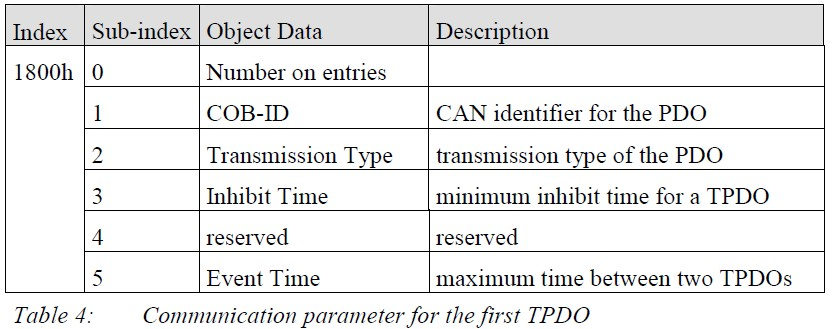 Index Sub-index Object Data Description
1800h 0 Number on entries
1 COB-ID CAN identifier for the PDO
2 Transmission Type transmission type of the PDO
3 Inhibit Time minimum inhibit time for a TPDO
4 reserved reserved
5 Event Time maximum time between two TPDOs
Table 4: Communication parameter for the first TPDO